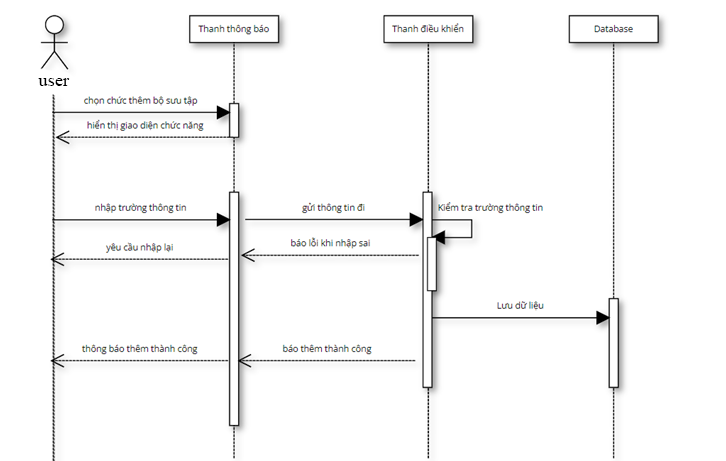 Thanh thông báo
Thanh điều khiển
Database
user
chọn chức thêm bộ sưu tập
hiển thị giao diện chức năng
nhập trường thông tin
gửi thông tin đi
Kiểm tra trường thông tin
báo lỗi khi nhập sai
yêu cầu nhập lại
Lưu dữ liệu
thông báo thêm thành công
báo thêm thành công